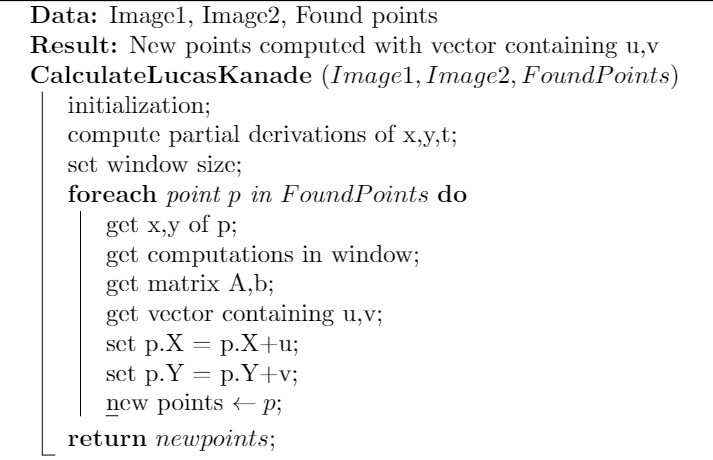 Data: Image1, Image2, Found points
Result: New points computed with vector containing u,v
CalculateLucasKanade (Image1, Image2, FoundPoints)
initialization;
compute partial derivations of x,y,t;
set window size;
foreach point p in FoundPoints do
get x,y of p;
get computations in window;
get matrix A,b;
get vector containing u,v;
set p.X = p.X+u;
set p.Y = p.Y+v;
new points ← p;
return newpoints;